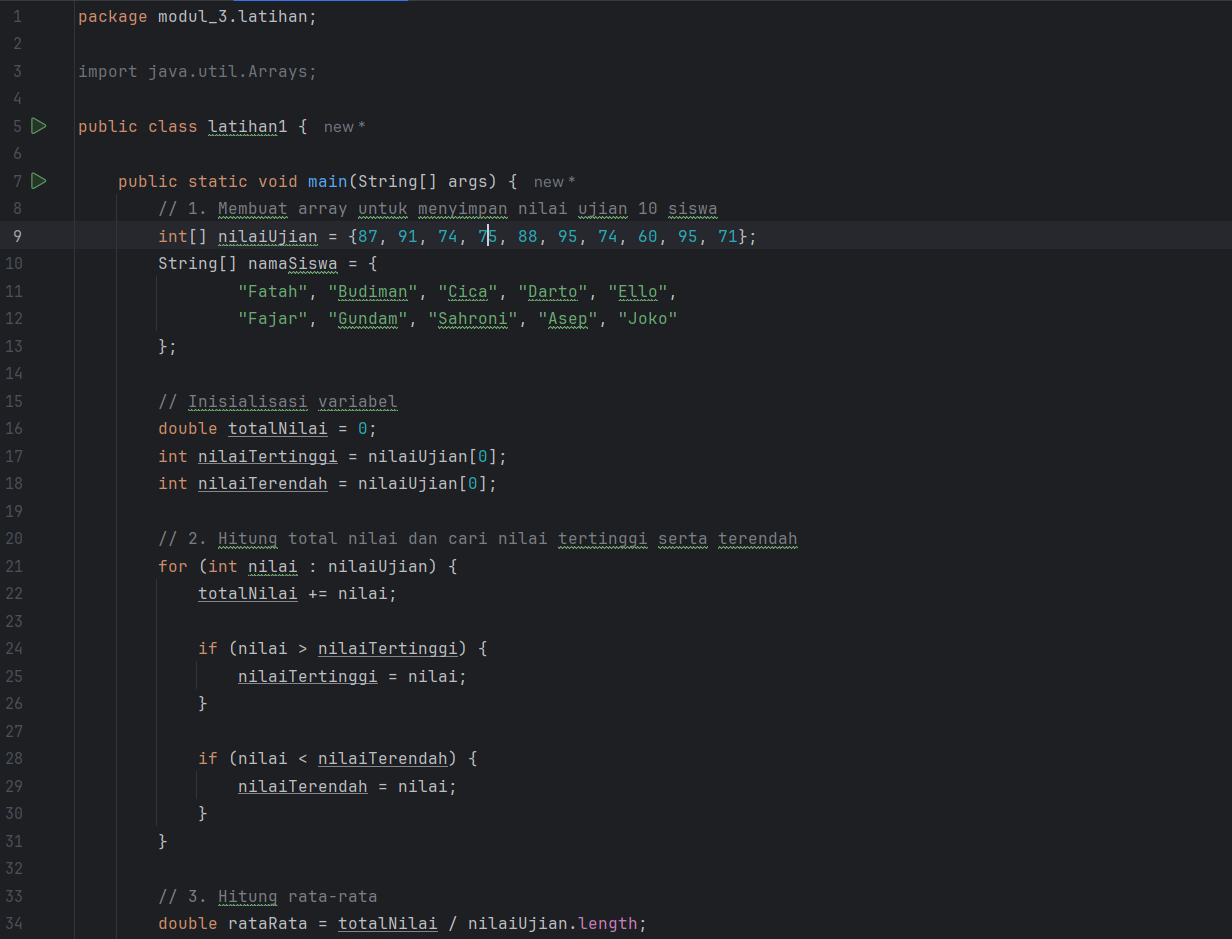 1 package modul_3.latihan;
2
3 import java.util.Arrays;
4
5 public class latihan1 { new *
6
7 public static void main(String[] args) { new *
8 // 1. Membuat array untuk menyimpan nilai ujian 10 siswa
9 int[] nilaiUjian = {87, 91, 74, 75, 88, 95, 74, 60, 95, 71};
10 String[] namaSiswa = {
11 "Fatah", "Budiman", "Cica", "Darto", "Ello",
12 "Fajar", "Gundam", "Sahroni", "Asep", "Joko"
13 };
14
15 // Inisialisasi variabel
16 double totalNilai = 0;
17 int nilaiTertinggi = nilaiUjian[0];
18 int nilaiTerendah = nilaiUjian[0];
19
20 // 2. Hitung total nilai dan cari nilai tertinggi serta terendah
21 for (int nilai : nilaiUjian) {
22 totalNilai += nilai;
23
24 if (nilai > nilaiTertinggi) {
25 nilaiTertinggi = nilai;
26 }
27
28 if (nilai < nilaiTerendah) {
29 nilaiTerendah = nilai;
30 }
31 }
32
33 // 3. Hitung rata-rata
34 double rataRata = totalNilai / nilaiUjian.length;